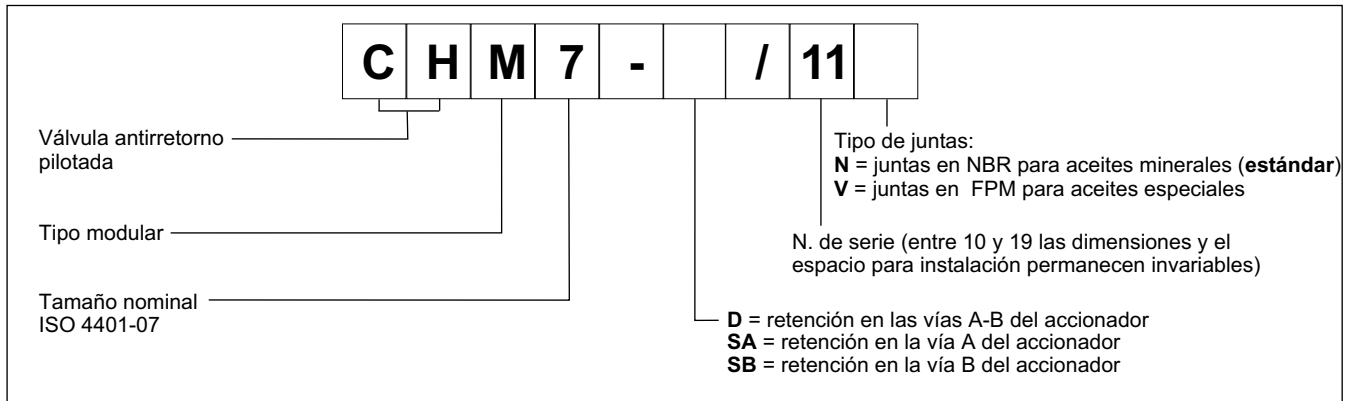 C H M 7 - / 11
Válvula antirretorno
pilotada
Tipo modular
Tamaño nominal
ISO 4401-07
Tipo de juntas:
N = juntas en NBR para aceites minerales (estándar)
V = juntas en FPM para aceites especiales
N. de serie (entre 10 y 19 las dimensiones y el
espacio para instalación permanecen invariables)
D = retención en las vías A-B del accionador
SA = retención en la vía A del accionador
SB = retención en la vía B del accionador